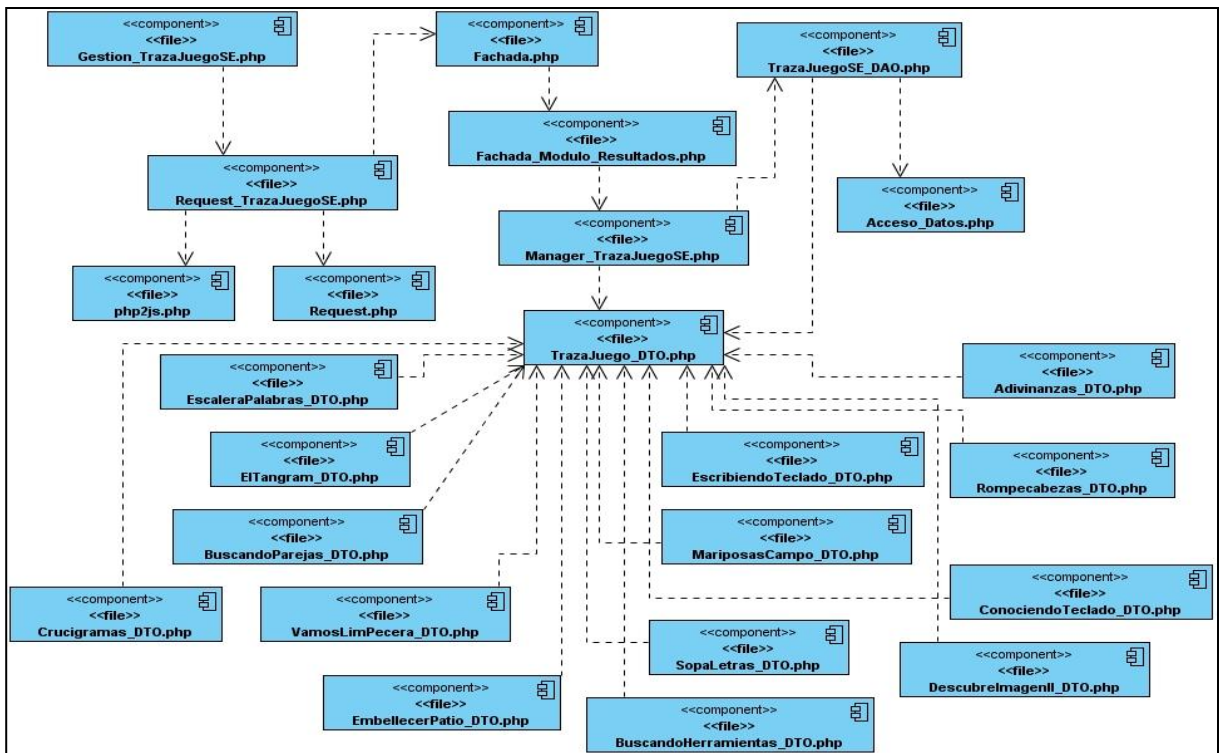 <<component>>
<<file>>
Gestion_TrazaJuegoSE.php
<<component>>
<<file>>
Fachada.php
<<component>>
<<file>>
TrazaJuegoSE_DAO.php
<<component>>
<<file>>
Fachada_Modulo_Resultados.php
<<component>>
<<file>>
Request_TrazaJuegoSE.php
<<component>>
<<file>>
Acceso_Datos.php
<<component>>
<<file>>
Manager_TrazaJuegoSE.php
<<component>>
<<file>>
php2js.php
<<component>>
<<file>>
Request.php
<<component>>
<<file>>
TrazaJuego_DTO.php
<<component>>
<<file>>
Adivinanzas_DTO.php
<<component>>
<<file>>
EscaleraPalabras_DTO.php
<<component>>
<<file>>
ElTangram_DTO.php
<<component>>
<<file>>
EscribiendoTeclado_DTO.php
<<component>>
<<file>>
Rompecabezas_DTO.php
<<component>>
<<file>>
BuscandoParejas_DTO.php
<<component>>
<<file>>
MariposasCampo_DTO.php
<<component>>
<<file>>
ConociendoTeclado_DTO.php
<<component>>
<<file>>
Crucigramas_DTO.php
<<component>>
<<file>>
VamosLimPecera_DTO.php
<<component>>
<<file>>
SopaLetras_DTO.php
<<component>>
<<file>>
DescubreImagenII_DTO.php
<<component>>
<<file>>
EmbellecerPatio_DTO.php
<<component>>
<<file>>
BuscandoHerramientas_DTO.php